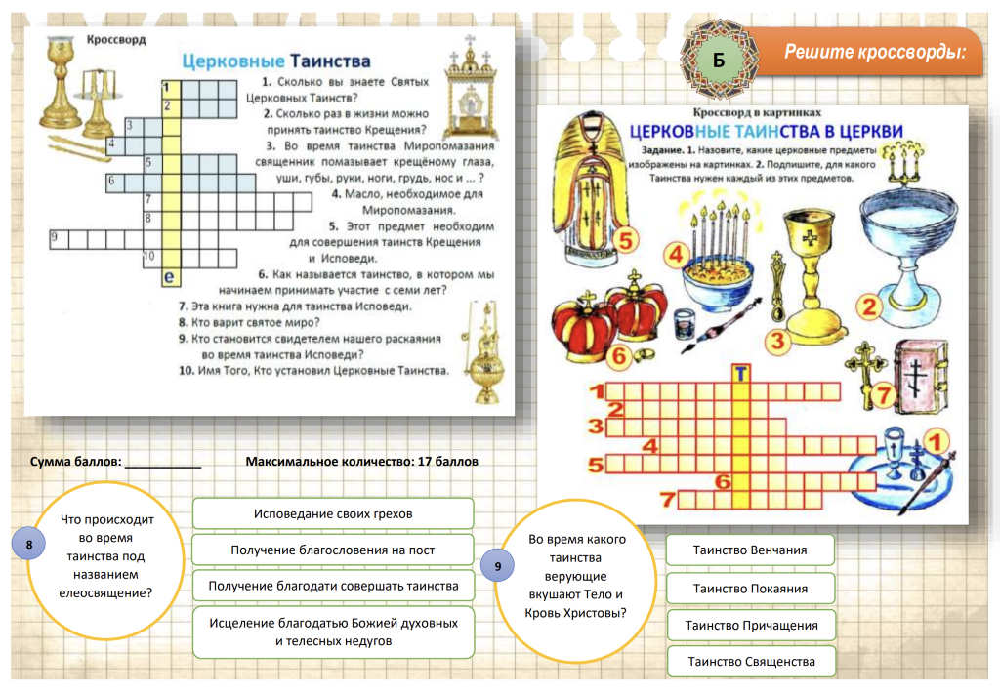 Кроссворд
Церковные Таинства
1. Сколько вы знаете Святых
Церковных Таинств?
2. Сколько раз в жизни можно
принять таинство Крещения?
3. Во время таинства Миропомазания
священник помазывает крещёному глаза,
уши, губы, руки, ноги, грудь, нос и ... ?
4. Масло, необходимое для
Миропомазания.
5. Этот предмет необходим
для совершения таинств Крещения
и Исповеди.
6. Как называется таинство, в котором мы
начинаем принимать участие с семи лет?
7. Эта книга нужна для таинства Исповеди.
8. Кто варит святое миро?
9. Кто становится свидетелем нашего раскаяния
во время таинства Исповеди?
10. Имя Того, Кто установил Церковные Таинства.
1
2
3
4
5
6
7
8
9
10
е
Б
Решите кроссворды:
Кроссворд в картинках
ЦЕРКОВНЫЕ ТАИНСТВА В ЦЕРКВИ
Задание. 1. Назовите, какие церковные предметы
изображены на картинках. 2. Подпишите, для какого
Таинства нужен каждый из этих предметов.
5
4
2
3
6
7
1
Т
1
2
3
4
5
6
7
Сумма баллов: ___________ Максимальное количество: 17 баллов
8
Что происходит
во время
таинства под
названием
елеосвящение?
Исповедание своих грехов
Получение благословения на пост
Получение благодати совершать таинства
Исцеление благодатью Божией духовных
и телесных недугов
9
Во время какого
таинства
верующие
вкушают Тело и
Кровь Христовы?
Таинство Венчания
Таинство Покаяния
Таинство Причащения
Таинство Священства